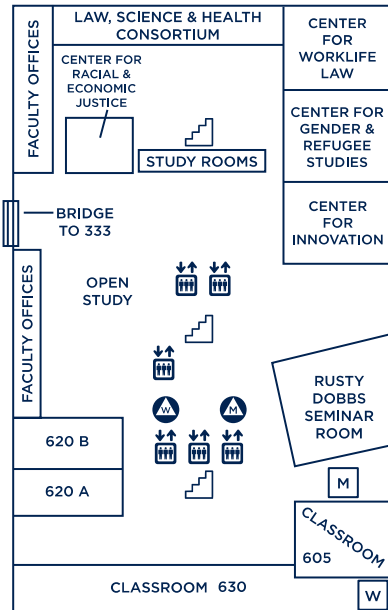 LAW, SCIENCE & HEALTH
CONSORTIUM
CENTER
FOR
WORKLIFE
LAW
FACULTY OFFICES
CENTER FOR
RACIAL &
ECONOMIC
JUSTICE
CENTER FOR
GENDER &
REFUGEE
STUDIES
STUDY ROOMS
CENTER
FOR
INNOVATION
BRIDGE
TO 333
OPEN
STUDY
FACULTY OFFICES
RUSTY
DOBBS
SEMINAR
ROOM
W
M
620 B
620 A
M
CLASSROOM
605
CLASSROOM 630
W